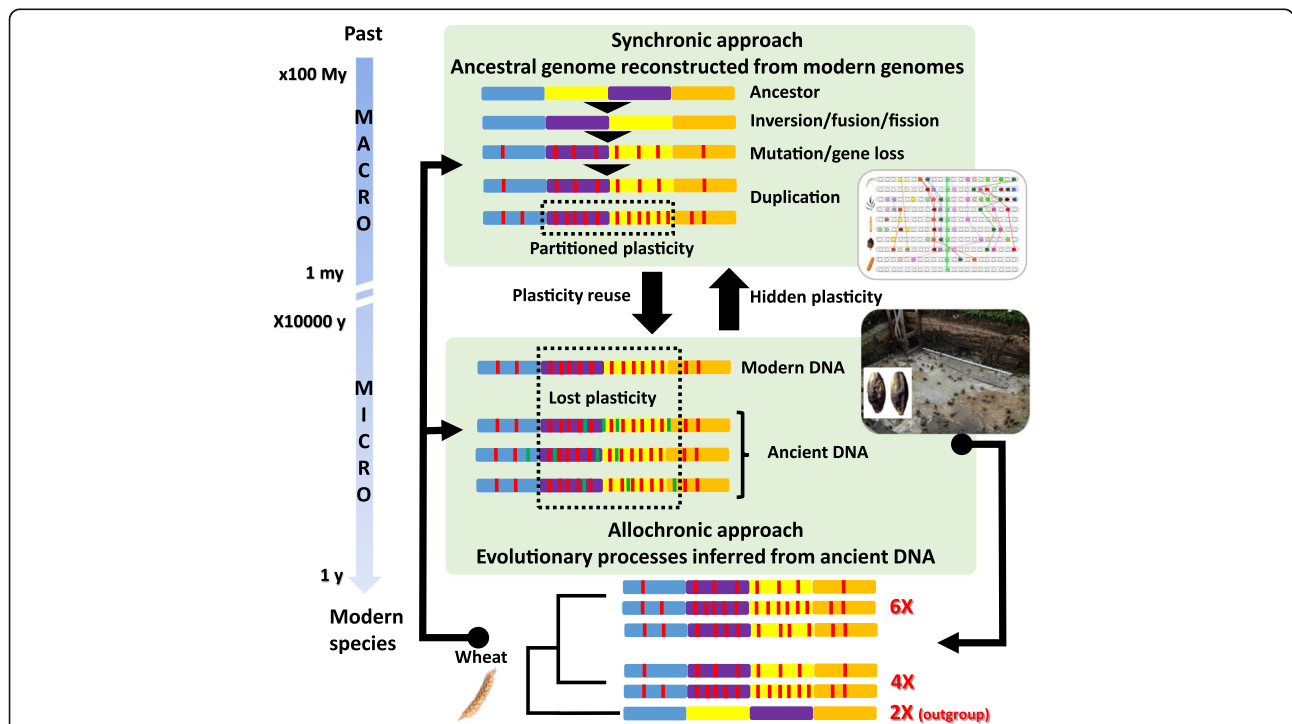 Past
x100 My
MACRO
1 my
X10000 y
MICRO
1 y
Modern
species
Wheat
Synchronic approach
Ancestral genome reconstructed from modern genomes
Ancestor
Inversion/fusion/fission
Mutation/gene loss
Duplication
Partitioned plasticity
Plasticity reuse
Hidden plasticity
Modern DNA
Lost plasticity
Ancient DNA
Allochronic approach
Evolutionary processes inferred from ancient DNA
6X
4X
2X (outgroup)